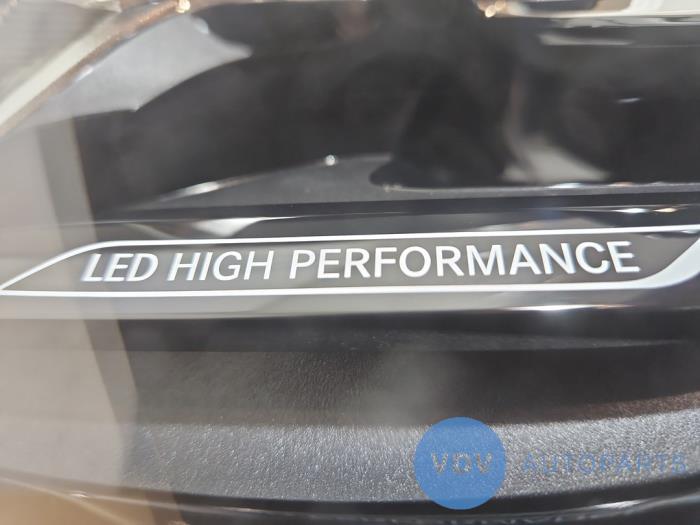 LED HIGH PERFORMANCE
VDV AUTOPARTS